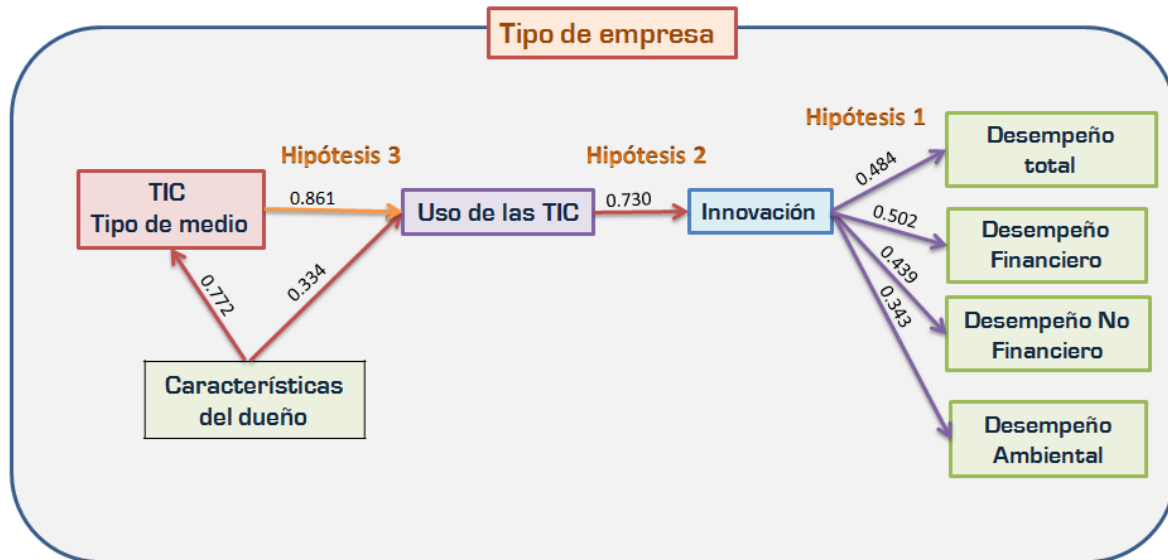 Tipo de empresa
Hipótesis 1
Hipótesis 2
Hipótesis 3
TIC
Tipo de medio
0.861
Uso de las TIC
0.730
Innovación
0.484
0.502
0.439
0.343
Desempeño
total
Desempeño
Financiero
Desempeño No
Financiero
Desempeño
Ambiental
0.772
0.334
Característícas
del dueño